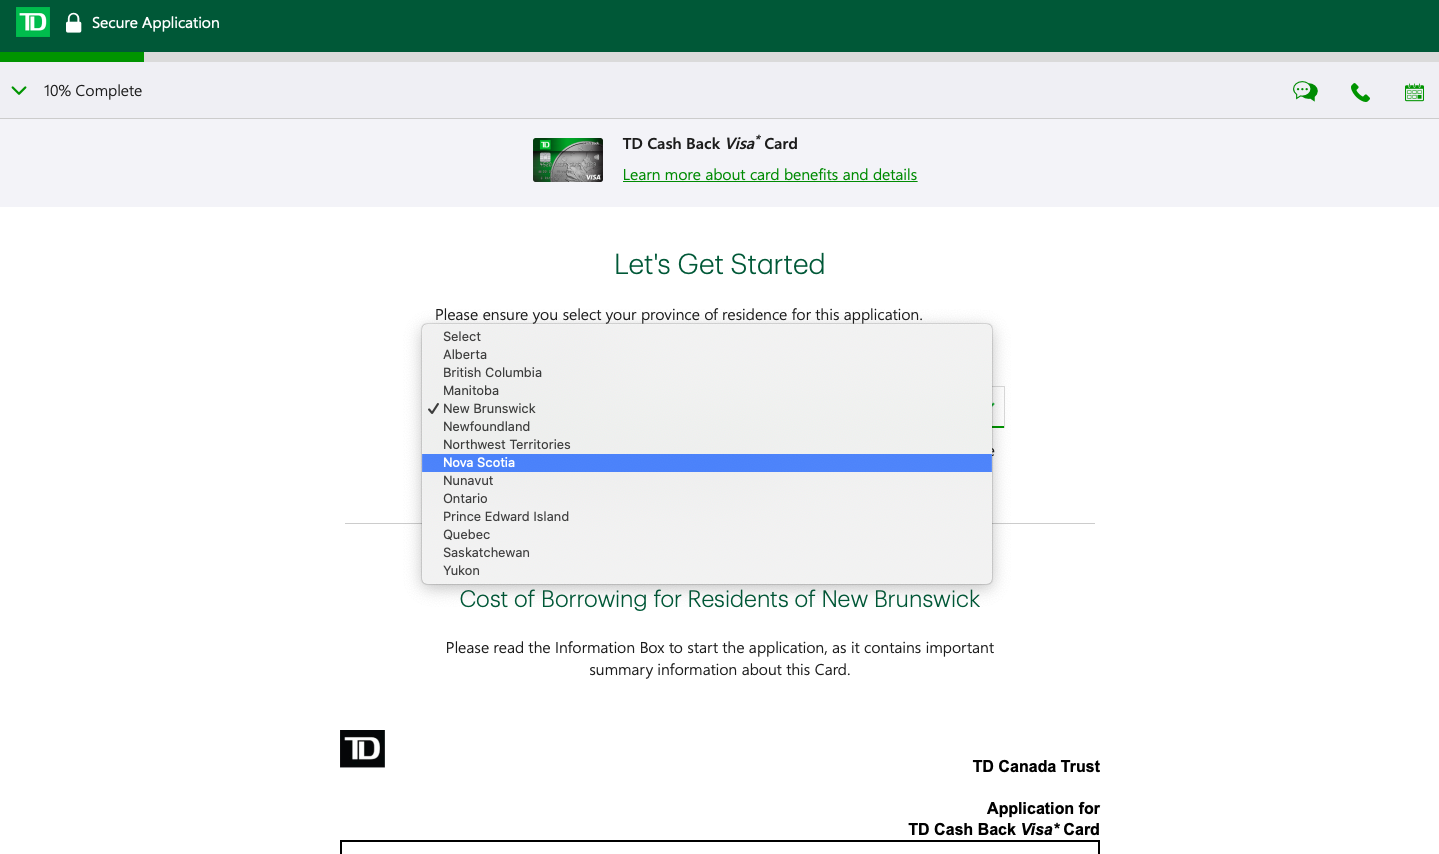 TD Secure Application
10% Complete
TD Cash Back Visa* Card
Learn more about card benefits and details
Let's Get Started
Please ensure you select your province of residence for this application.
Select
Alberta
British Columbia
Manitoba
✓ New Brunswick
Newfoundland
Northwest Territories
Nova Scotia
Nunavut
Ontario
Prince Edward Island
Quebec
Saskatchewan
Yukon
Cost of Borrowing for Residents of New Brunswick
Please read the Information Box to start the application, as it contains important
summary information about this Card.
TD
TD Canada Trust
Application for
TD Cash Back Visa* Card